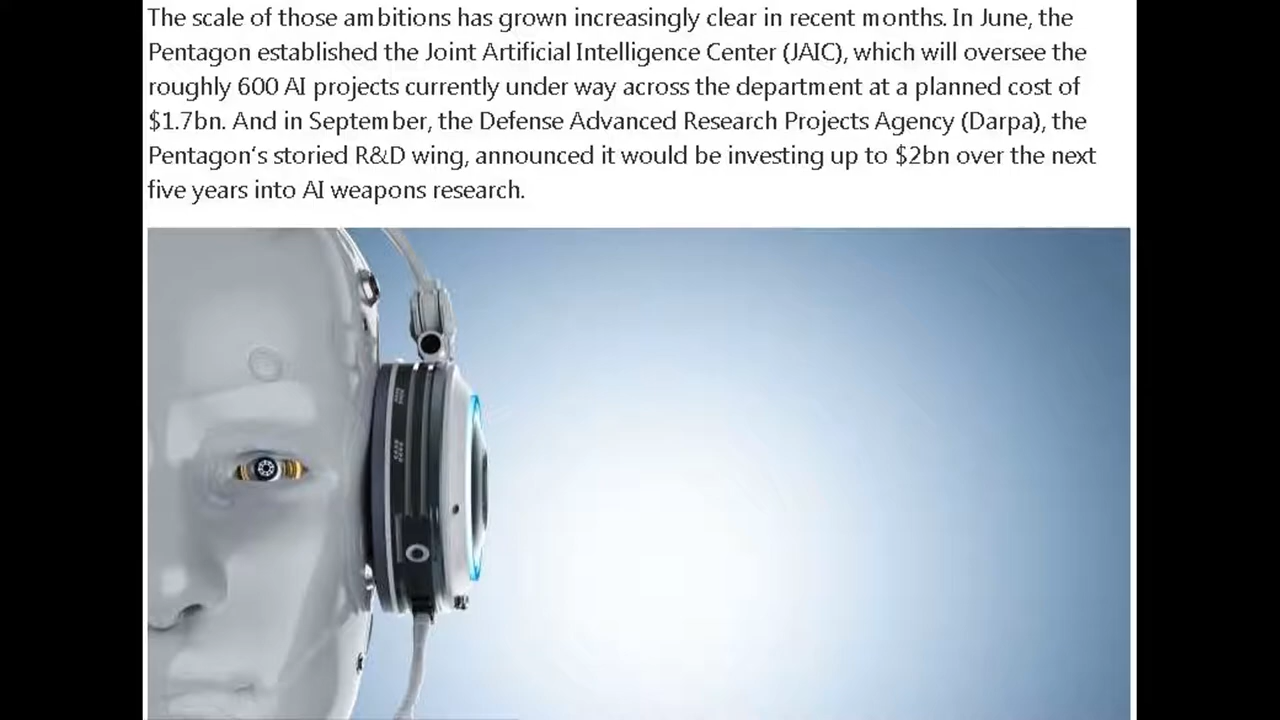 The scale of those ambitions has grown increasingly clear in recent months. In June, the
Pentagon established the Joint Artificial Intelligence Center (JAIC), which will oversee the
roughly 600 AI projects currently under way across the department at a planned cost of
$1.7bn. And in September, the Defense Advanced Research Projects Agency (Darpa), the
Pentagon's storied R&D wing, announced it would be investing up to $2bn over the next
five years into AI weapons research.